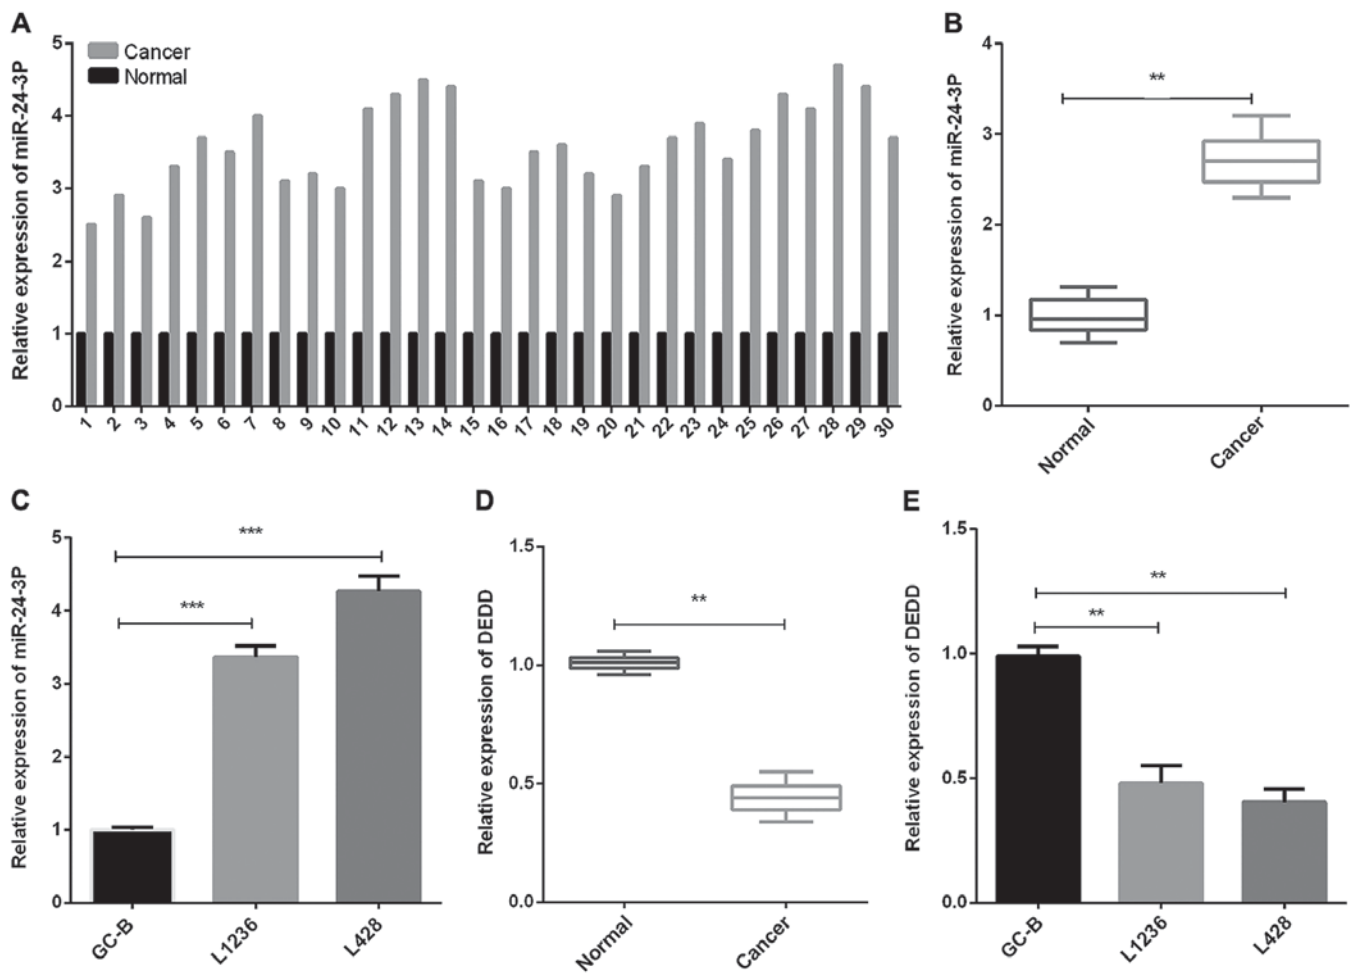 A
Relative expression of miR-24-3P
5
4
3
2
1
0
Cancer
Normal
1 2 3 4 5 6 7 8 9 10 11 12 13 14 15 16 17 18 19 20 21 22 23 24 25 26 27 28 29 30
B
Relative expression of miR-24-3P
4
3
2
1
0
**
Normal Cancer
C
Relative expression of miR-24-3P
5
4
3
2
1
0
***
***
GC-B L1236 L428
D
Relative expression of DEDD
1.5
1.0
0.5
0.0
**
Normal Cancer
E
Relative expression of DEDD
1.5
1.0
0.5
0.0
**
**
GC-B L1236 L428